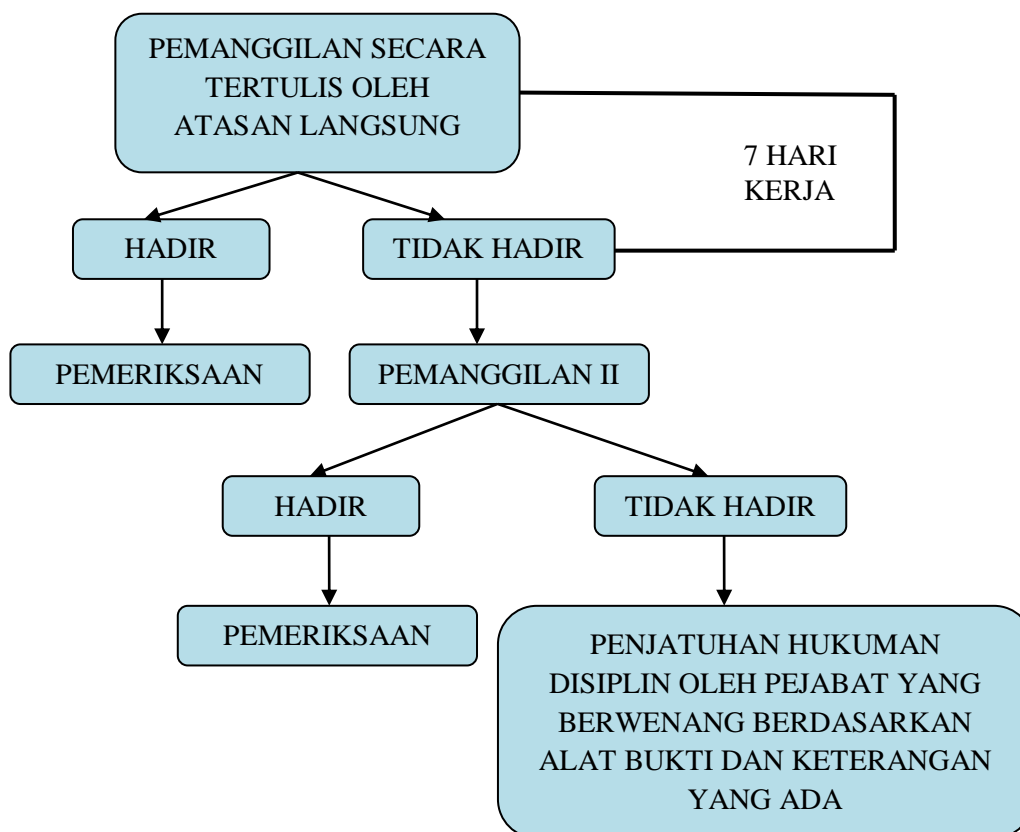 PEMANGGILAN SECARA
TERTULIS OLEH
ATASAN LANGSUNG
7 HARI
KERJA
HADIR
TIDAK HADIR
PEMERIKSAAN
PEMANGGILAN II
HADIR
TIDAK HADIR
PEMERIKSAAN
PENJATUHAN HUKUMAN
DISIPLIN OLEH PEJABAT YANG
BERWENANG BERDASARKAN
ALAT BUKTI DAN KETERANGAN
YANG ADA